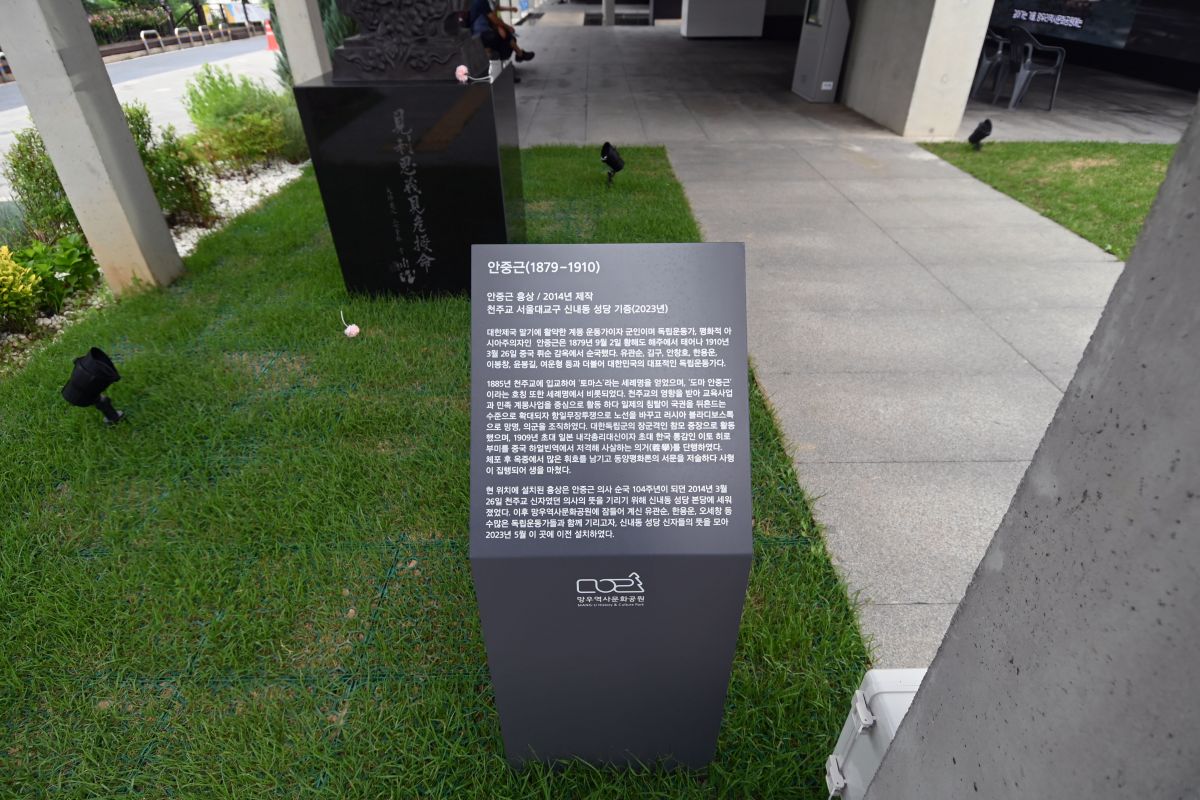 안중근(1879-1910)
안중근 흉상 / 2014년 제작
천주교 서울대교구 신내동 성당 기증(2023년)
대한제국 말기에 활약한 계몽 운동가이자 군인이며 독립운동가, 평화적 아
시아주의자인 안중근은 1879년 9월 2일 황해도 해주에서 태어나 1910년
3월 26일 중국 뤼순 감옥에서 순국했다. 유관순, 김구, 안창호, 한용운,
이봉창, 윤봉길, 여운형 등과 더불어 대한민국의 대표적인 독립운동가다.
1885년 천주교에 입교하여 '토마스'라는 세례명을 얻었으며, '도마 안중근'
이라는 호칭 또한 세례명에서 비롯되었다. 천주교의 영향을 받아 교육사업
과 민족 계몽사업을 중심으로 활동 하다 일제의 침탈이 국권을 뒤흔드는
수준으로 확대되자 항일무장투쟁으로 노선을 바꾸고 러시아 블라디보스톡
으로 망명, 의군을 조직하였다. 대한독립군의 장군격인 참모 중장으로 활동
했으며, 1909년 초대 일본 내각총리대신이자 초대 한국 통감인 이토 히로
부미를 중국 하얼빈역에서 저격해 사살하는 의거(義擧)를 단행하였다.
체포 후 옥중에서 많은 휘호를 남기고 동양평화론의 서문을 저술하다 사형
이 집행되어 생을 마쳤다.
현 위치에 설치된 흉상은 안중근 의사 순국 104주년이 되던 2014년 3월
26일 천주교 신자였던 의사의 뜻을 기리기 위해 신내동 성당 본당에 세워
졌었다. 이후 망우역사문화공원에 잠들어 계신 유관순, 한용운, 오세창 등
수많은 독립운동가들과 함께 기리고자, 신내동 성당 신자들의 뜻을 모아
2023년 5월 이 곳에 이전 설치하였다.
망우역사문화공원
MANG U History & Culture Park
見利思義見危授命